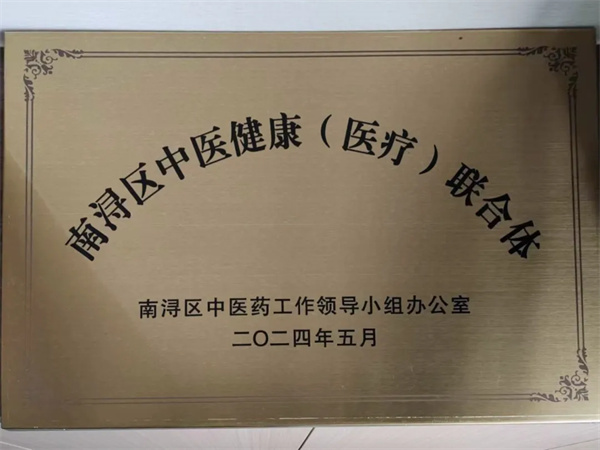 南浔区中医健康（医疗）联合体
南浔区中医药工作领导小组办公室
二〇二四年五月